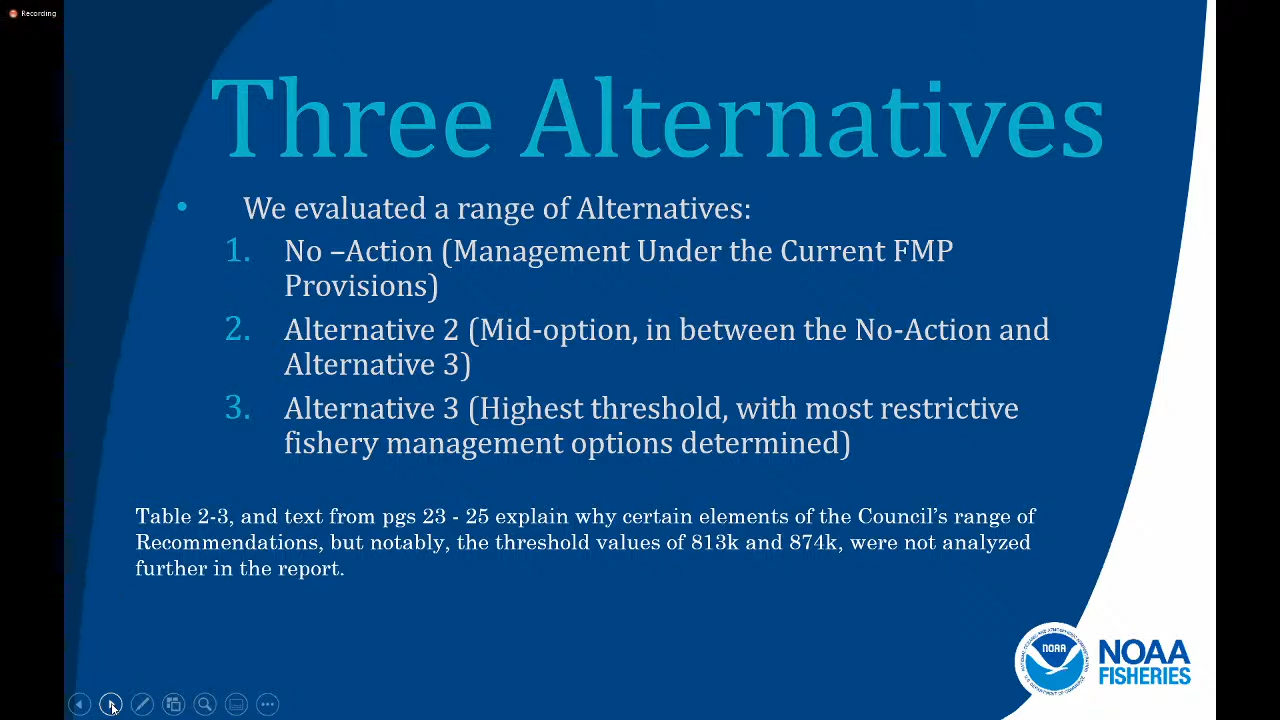 Recording
Three Alternatives
• We evaluated a range of Alternatives:
1. No –Action (Management Under the Current FMP
Provisions)
2. Alternative 2 (Mid-option, in between the No-Action and
Alternative 3)
3. Alternative 3 (Highest threshold, with most restrictive
fishery management options determined)
Table 2-3, and text from pgs 23 - 25 explain why certain elements of the Council’s range of
Recommendations, but notably, the threshold values of 813k and 874k, were not analyzed
further in the report.
NOAA
NOAA
FISHERIES